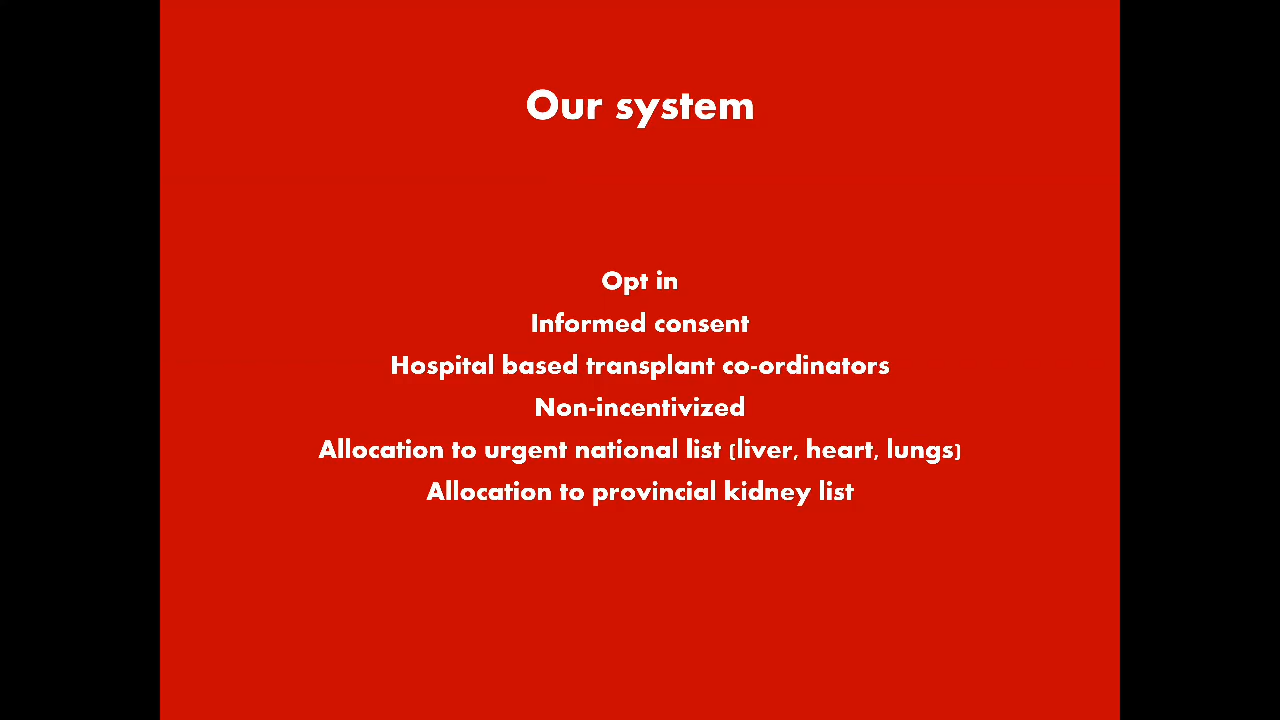 Our system
Opt in
Informed consent
Hospital based transplant co-ordinators
Non-incentivized
Allocation to urgent national list (liver, heart, lungs)
Allocation to provincial kidney list